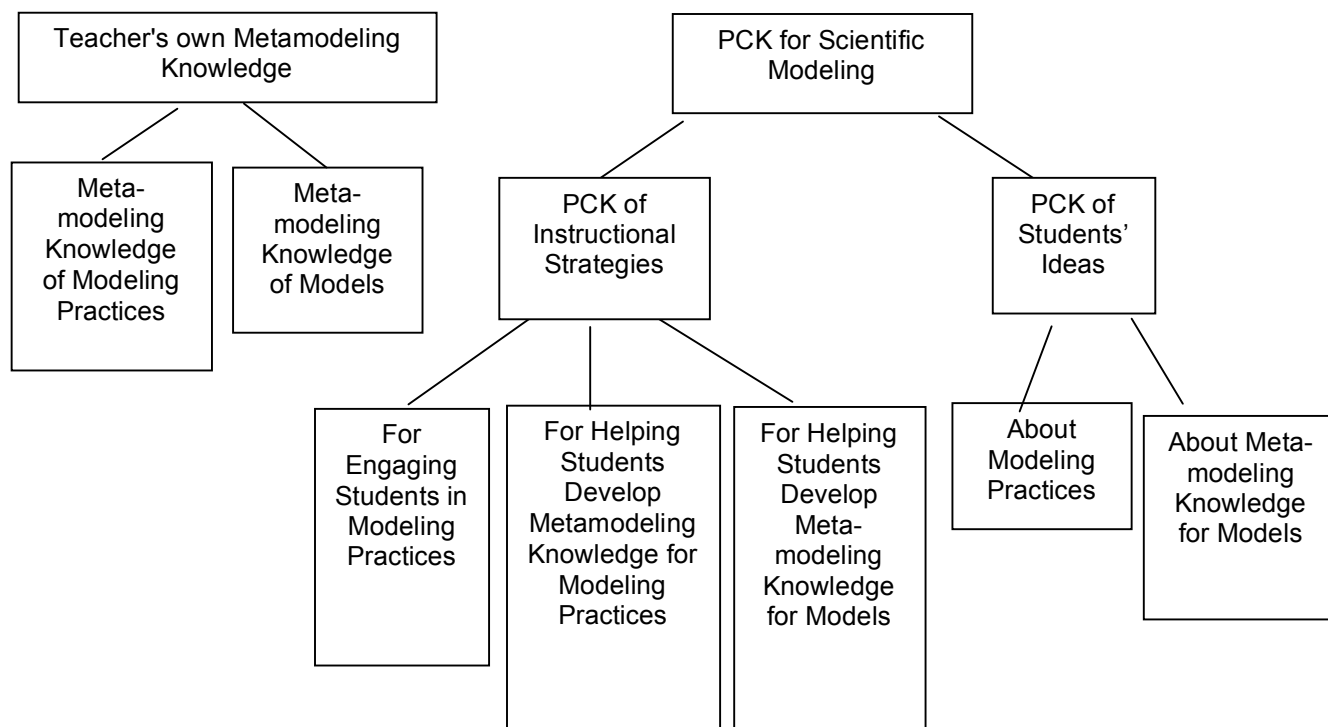 Teacher's own Metamodeling
Knowledge
PCK for Scientific
Modeling
Meta-
modeling
Knowledge
of Modeling
Practices
Meta-
modeling
Knowledge
of Models
PCK of
Instructional
Strategies
PCK of
Students’
Ideas
For
Engaging
Students in
Modeling
Practices
For Helping
Students
Develop
Metamodeling
Knowledge for
Modeling
Practices
For Helping
Students
Develop
Meta-
modeling
Knowledge
for Models
About
Modeling
Practices
About Meta-
modeling
Knowledge
for Models